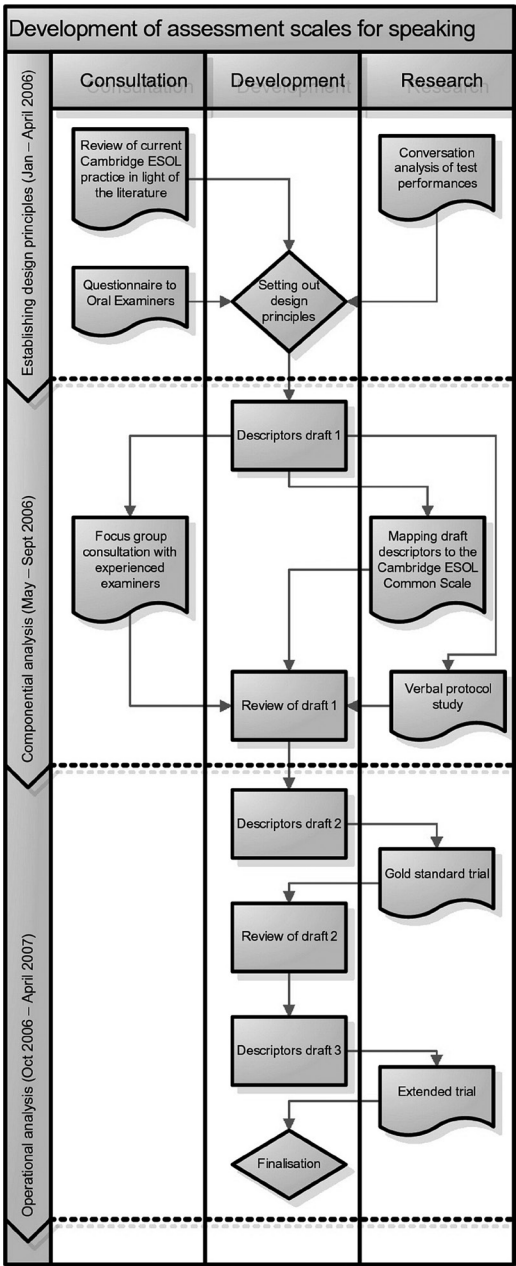 Development of assessment scales for speaking
Consultation
Development
Research
Establishing design principles (Jan – April 2006)
Review of current
Cambridge ESOL
practice in light of
the literature
Conversation
analysis of test
performances
Questionnaire to
Oral Examiners
Setting out
design
principles
Componential analysis (May – Sept 2006)
Descriptors draft 1
Focus group
consultation with
experienced
examiners
Mapping draft
descriptors to the
Cambridge ESOL
Common Scale
Review of draft 1
Verbal protocol
study
Operational analysis (Oct 2006 – April 2007)
Descriptors draft 2
Gold standard trial
Review of draft 2
Descriptors draft 3
Extended trial
Finalisation